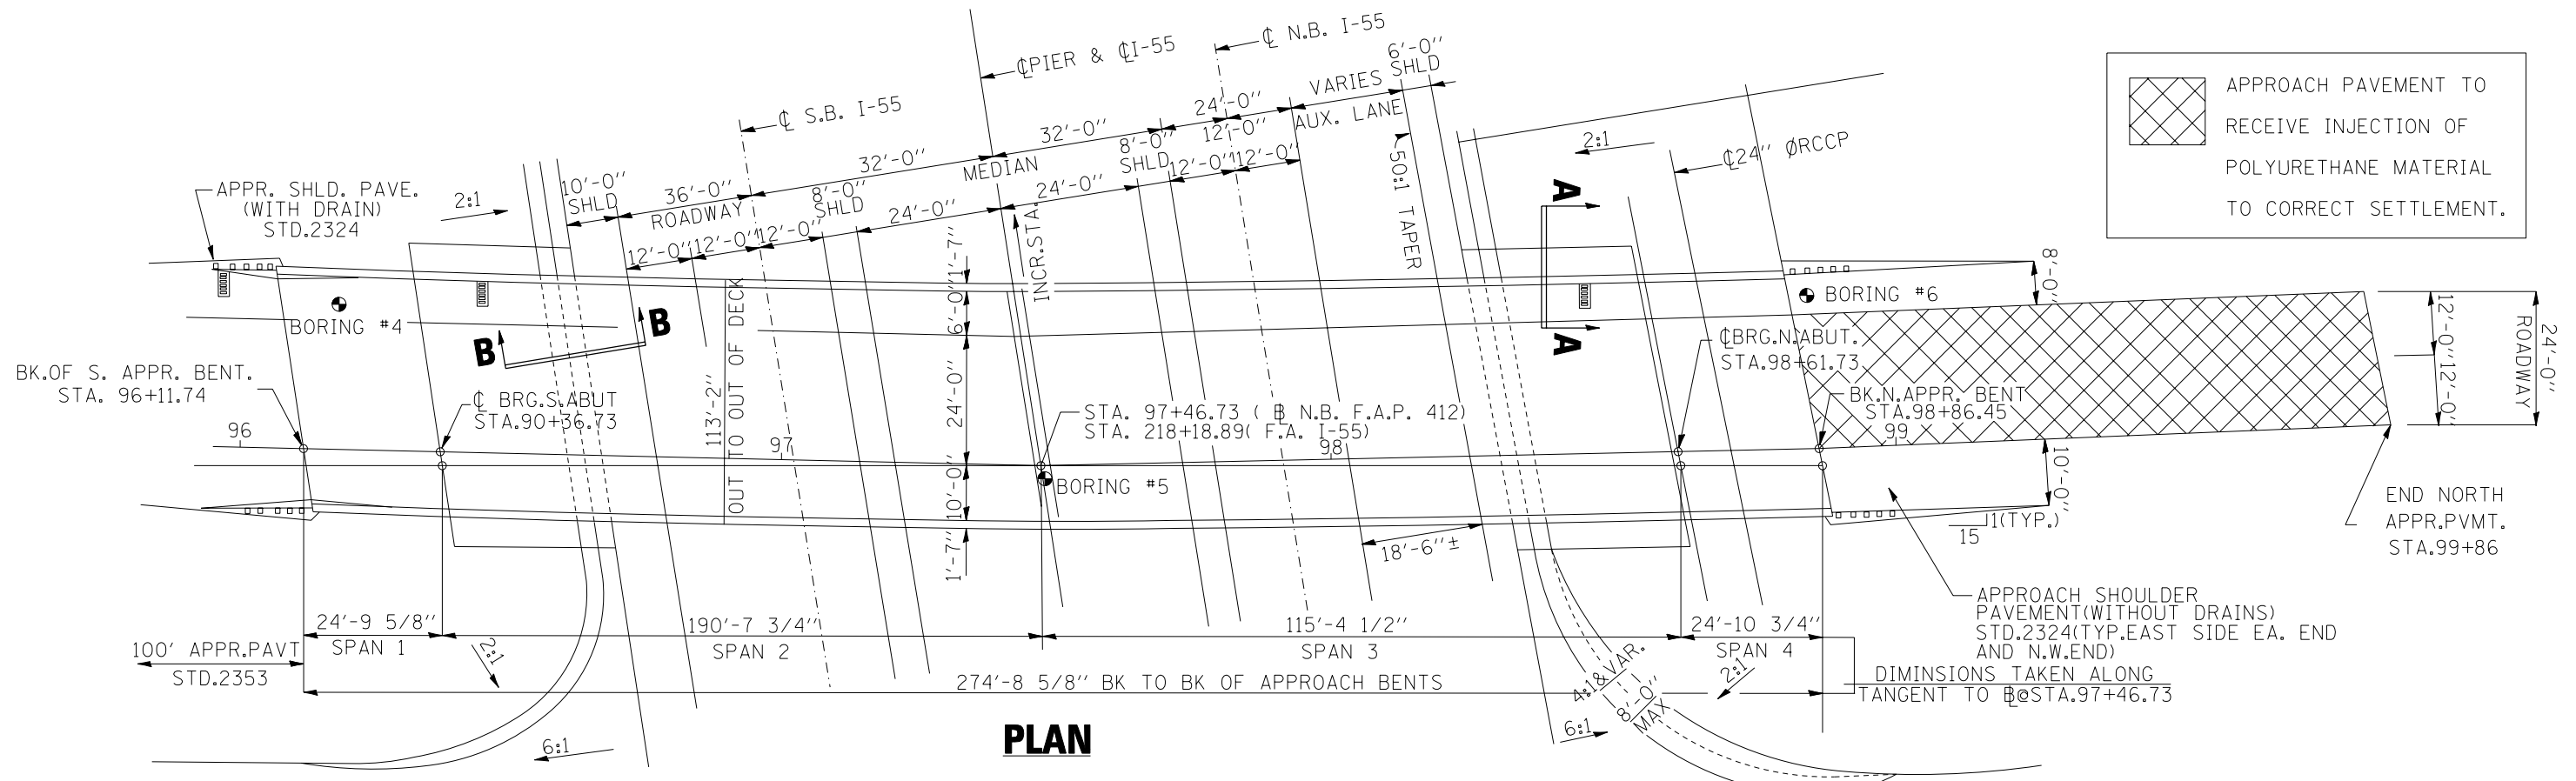 ℄PIER & ℄I-55
℄ N.B. I-55
6'-0''
SHLD
VARIES
AUX. LANE
℄ S.B. I-55
24'-0''
12'-0''
32'-0''
8'-0''
SHLD
12'-0''
12'-0''
32'-0''
MEDIAN
24'-0''
APPROACH PAVEMENT TO
RECEIVE INJECTION OF
POLYURETHANE MATERIAL
TO CORRECT SETTLEMENT.
2:1
℄24'' ØRCCP
50:1 TAPER
APPR. SHLD. PAVE.
(WITH DRAIN)
STD.2324
2:1
10'-0''
SHLD
36'-0''
ROADWAY
8'-0''
SHLD
24'-0''
12'-0''
12'-0''
12'-0''
A
A
INCR.STA.
1'-7''
6'-0''
24'-0''
10'-0''
1'-7''
BORING #4
B
B
113'-2''
OUT TO OUT OF DECK
BORING #6
8'-0''
12'-0''
12'-0''
24'-0''
ROADWAY
℄BRG.N.ABUT.
STA.98+61.73
BK.OF S. APPR. BENT.
STA. 96+11.74
℄ BRG.S.ABUT
STA.90+36.73
STA. 97+46.73 ( ⅊ N.B. F.A.P. 412)
STA. 218+18.89( F.A. I-55)
BK.N.APPR. BENT
STA.98+86.45
96
97
98
99
BORING #5
10'-0''
1(TYP.)
15
END NORTH
APPR.PVMT.
STA.99+86
18'-6''±
APPROACH SHOULDER
PAVEMENT(WITHOUT DRAINS)
STD.2324(TYP.EAST SIDE EA. END
AND N.W.END)
24'-9 5/8''
SPAN 1
190'-7 3/4''
SPAN 2
115'-4 1/2''
SPAN 3
24'-10 3/4''
SPAN 4
100' APPR.PAVT
STD.2353
2:1
274'-8 5/8'' BK TO BK OF APPROACH BENTS
4:1& VAR.
8'-0''
MAX
2:1
DIMINSIONS TAKEN ALONG
TANGENT TO ⅊@STA.97+46.73
6:1
6:1
PLAN